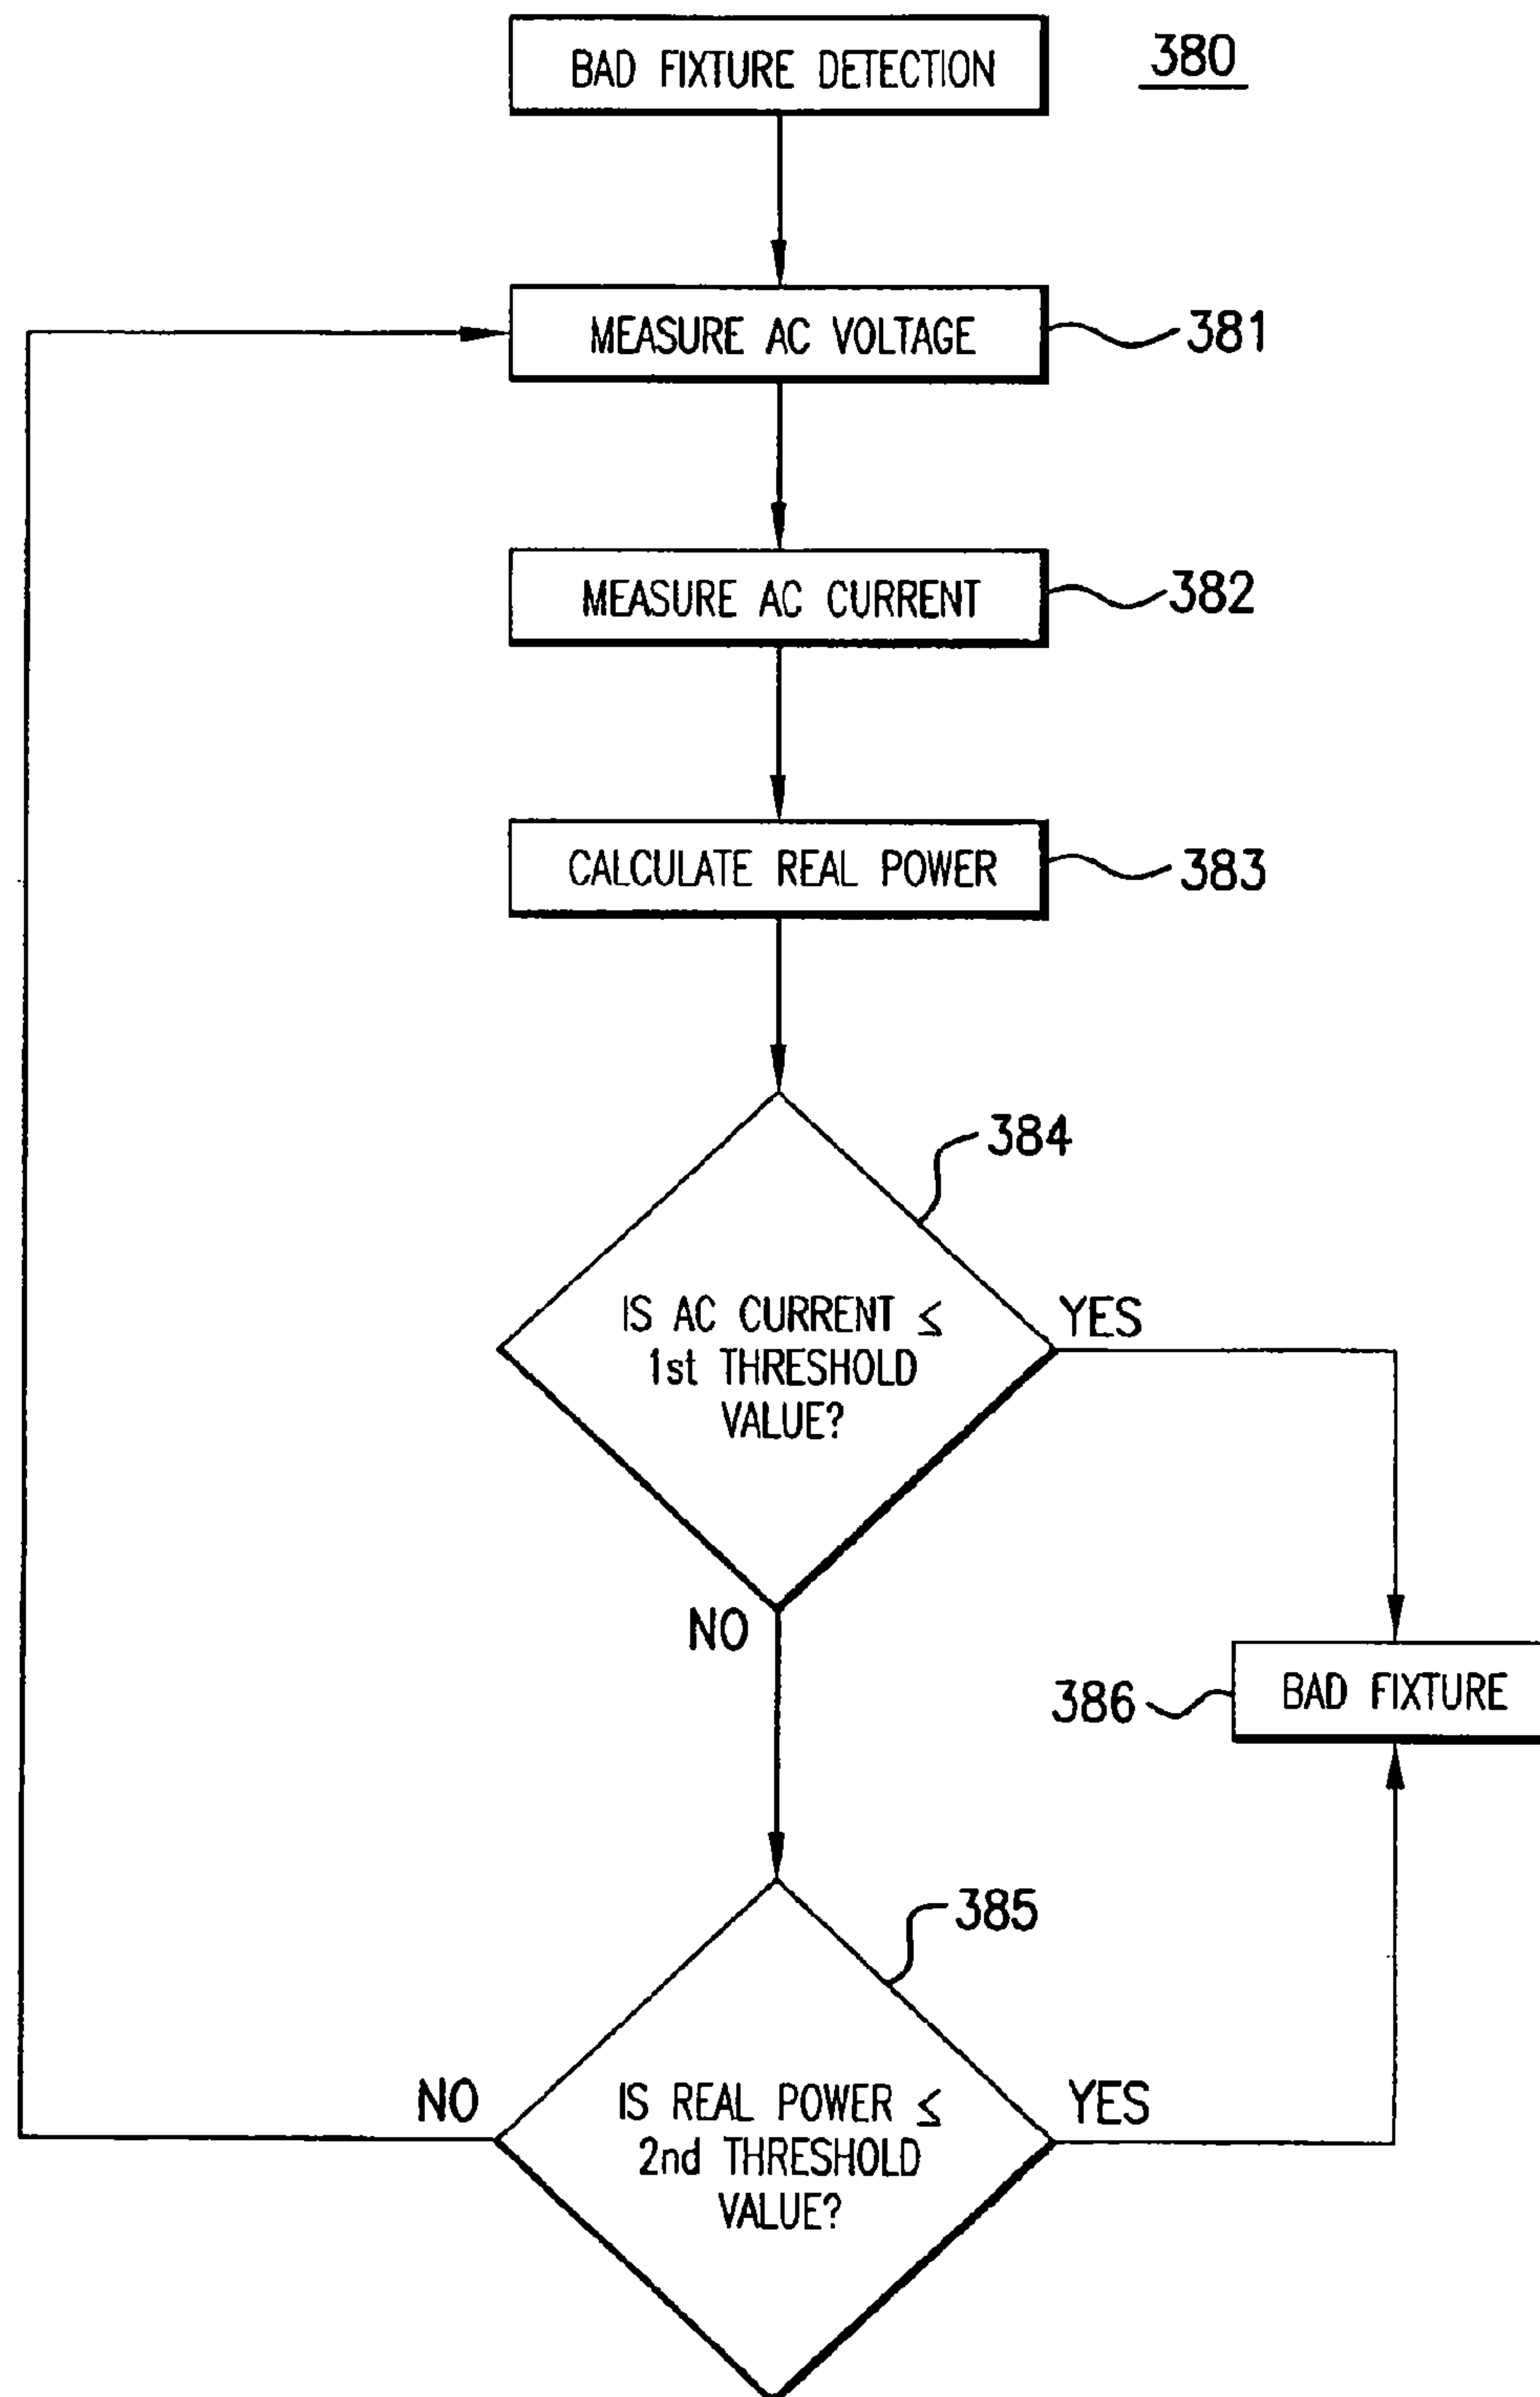 BAD FIXTURE DETECTION
380
MEASURE AC VOLTAGE
381
MEASURE AC CURRENT
382
CALCULATE REAL POWER
383
384
IS AC CURRENT ≤
1st THRESHOLD
VALUE?
YES
NO
386
BAD FIXTURE
385
NO
IS REAL POWER ≤
2nd THRESHOLD
VALUE?
YES